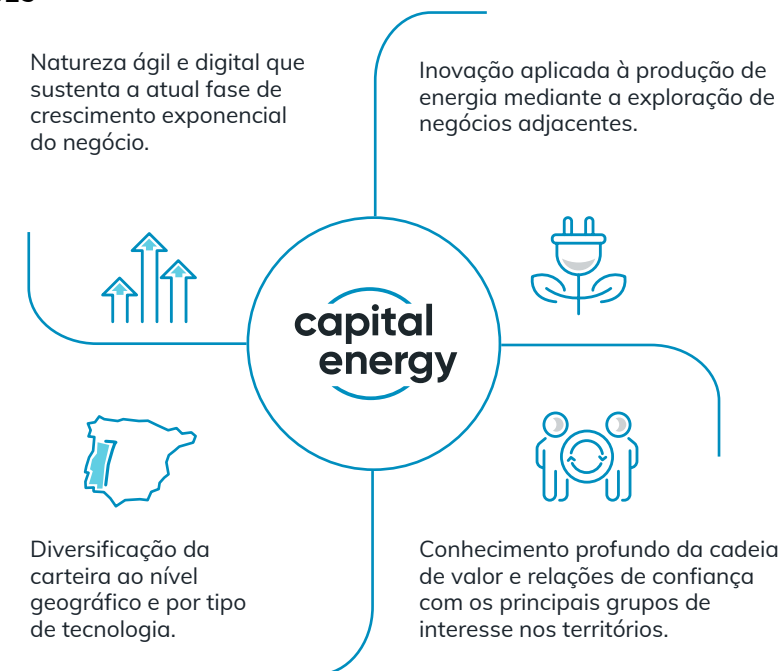 Natureza ágil e digital que
sustenta a atual fase de
crescimento exponencial
do negócio.
Inovação aplicada à produção de
energia mediante a exploração de
negócios adjacentes.
capital
energy
Diversificação da
carteira ao nível
geográfico e por tipo
de tecnologia.
Conhecimento profundo da cadeia
de valor e relações de confiança
com os principais grupos de
interesse nos territórios.